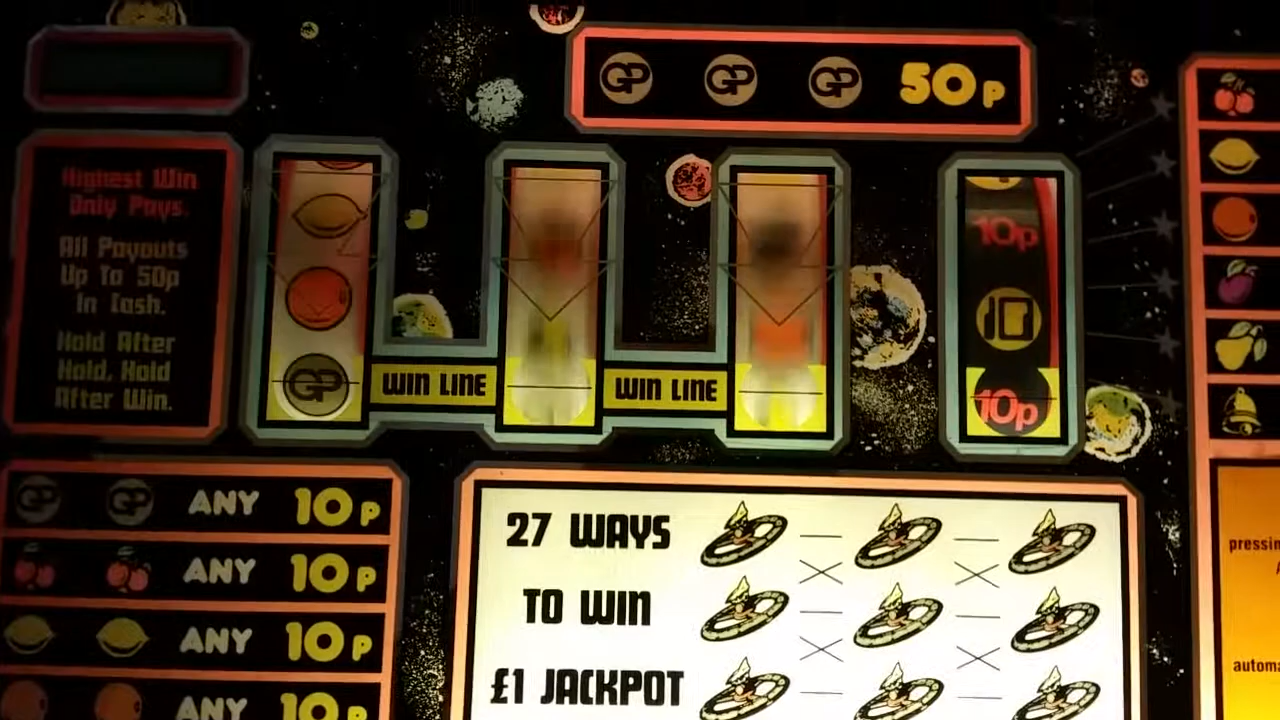 GP GP GP 50p
Highest Win
Only Pays.
All Payouts
Up To 50p
In Cash.
Hold After
Hold, Hold
After Win.
10p
GP
WIN LINE
WIN LINE
10p
GP GP ANY 10p
ANY 10p
ANY 10p
ANY 10p
27 WAYS
TO WIN
£1 JACKPOT